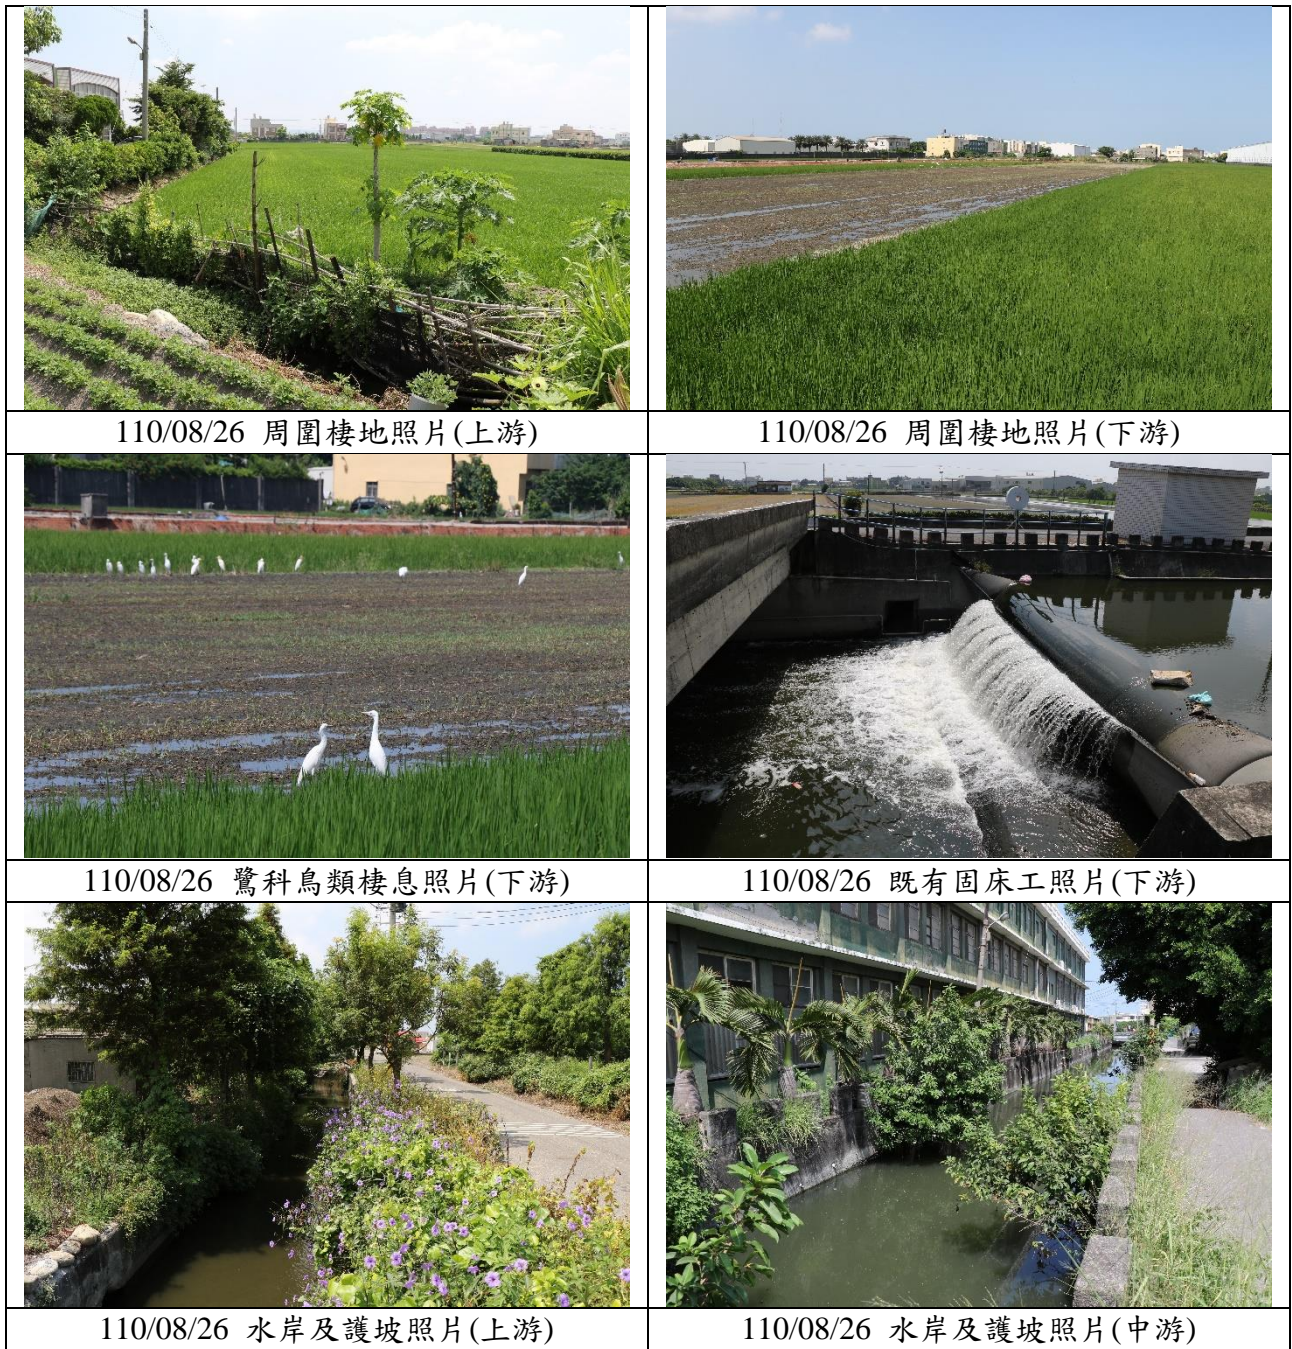 110/08/26 周圍棲地照片(上游)
110/08/26 周圍棲地照片(下游)
110/08/26 鷺科鳥類棲息照片(下游)
110/08/26 既有固床工照片(下游)
110/08/26 水岸及護坡照片(上游)
110/08/26 水岸及護坡照片(中游)